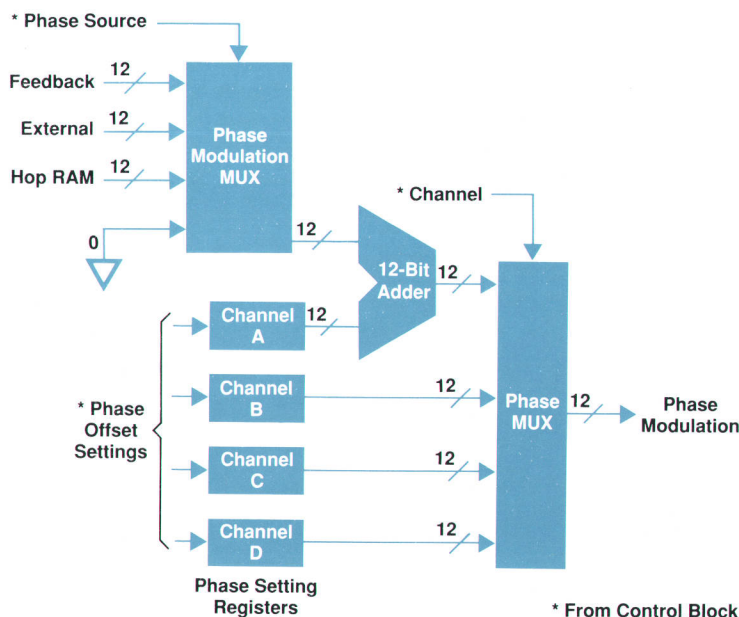 * Phase Source
Feedback
12
External
12
Hop RAM
12
0
Phase
Modulation
MUX
12
* Channel
12-Bit
Adder
12
Channel
A
12
Channel
B
12
Channel
C
12
Channel
D
12
* Phase
Offset
Settings
Phase
MUX
12
Phase
Modulation
Phase Setting
Registers
* From Control Block